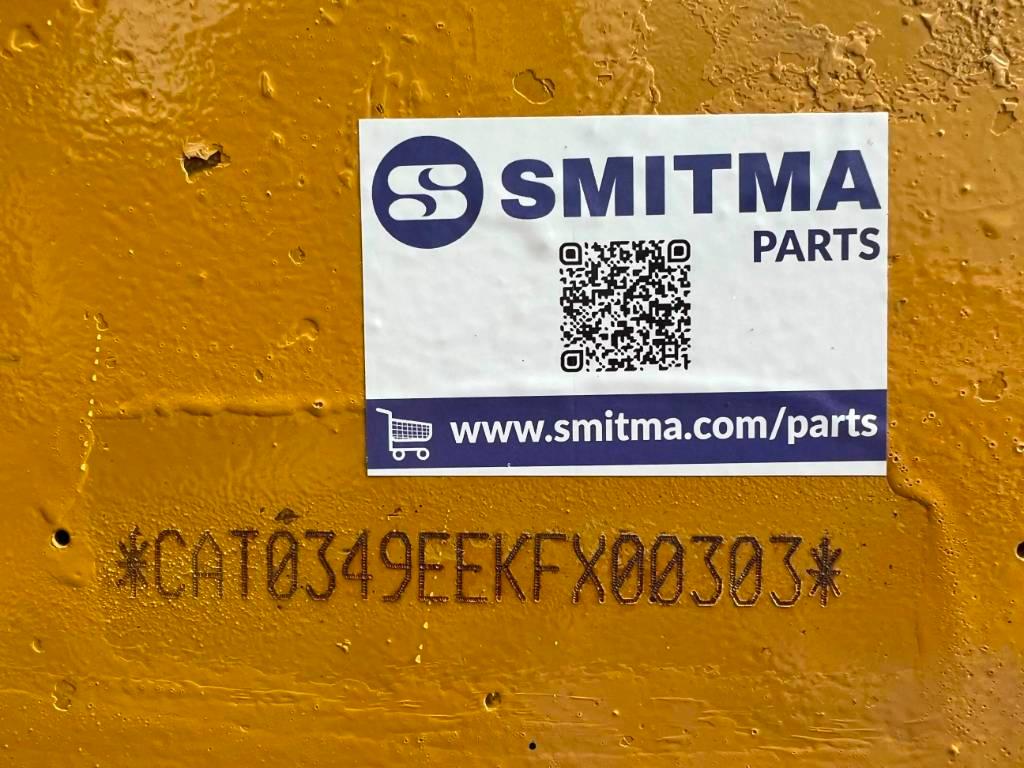 SMITMA
PARTS
www.smitma.com/parts
*CAT0349EEKFX00303*